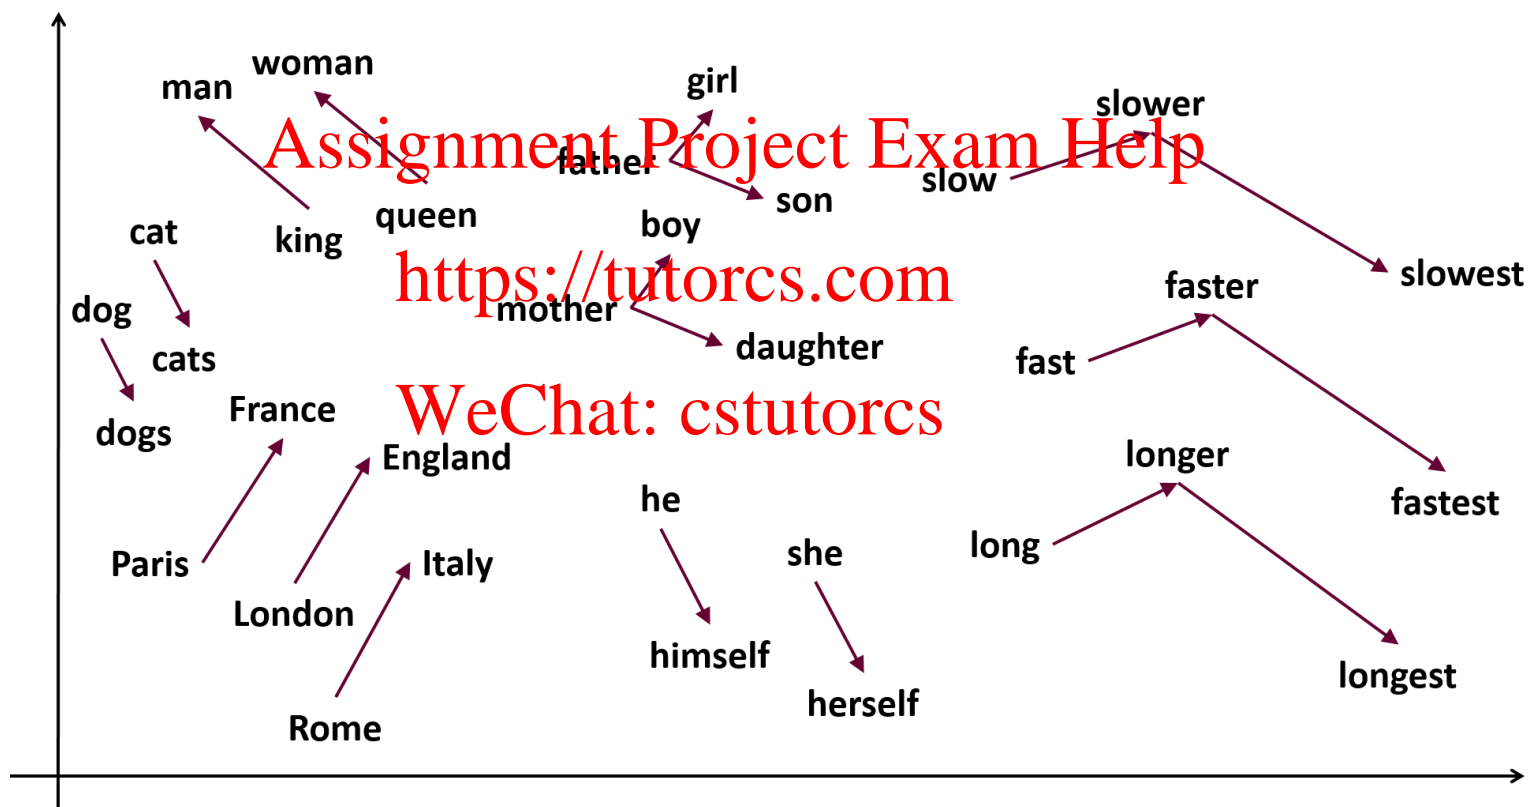 woman
man
girl
slower
Assignment Project Exam Help
father
slow
son
queen
boy
cat
king
slowest
https://tutorcs.com
faster
dog
mother
daughter
cats
fast
France
WeChat: cstutorcs
dogs
England
longer
he
fastest
long
she
Paris
Italy
London
himself
longest
herself
Rome